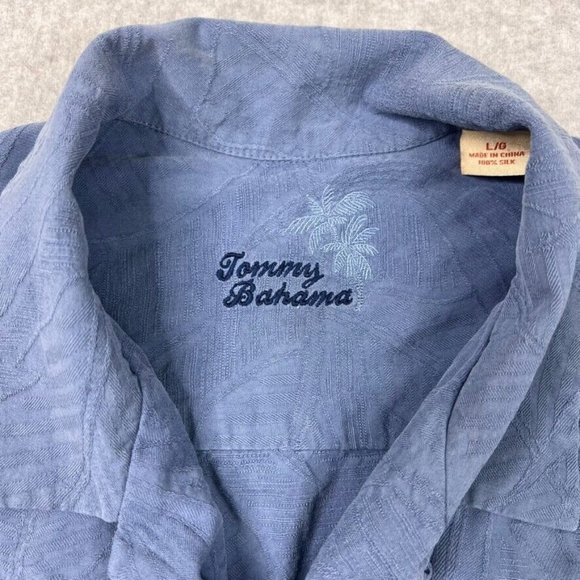 L/G
MADE IN CHINA
100% SILK
Tommy
Bahama